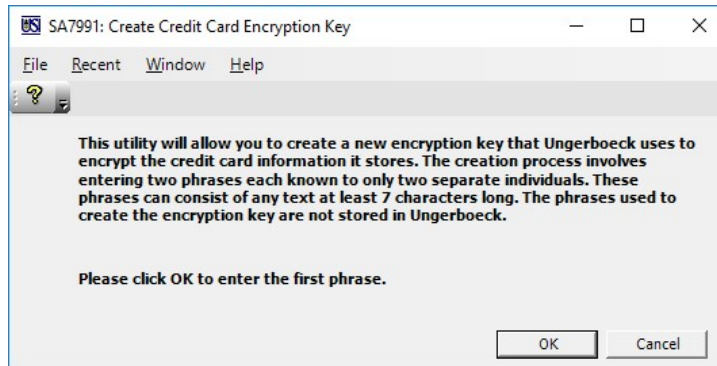 SA7991: Create Credit Card Encryption Key
File Recent Window Help
This utility will allow you to create a new encryption key that Ungerboeck uses to
encrypt the credit card information it stores. The creation process involves
entering two phrases each known to only two separate individuals. These
phrases can consist of any text at least 7 characters long. The phrases used to
create the encryption key are not stored in Ungerboeck.
Please click OK to enter the first phrase.
OK Cancel